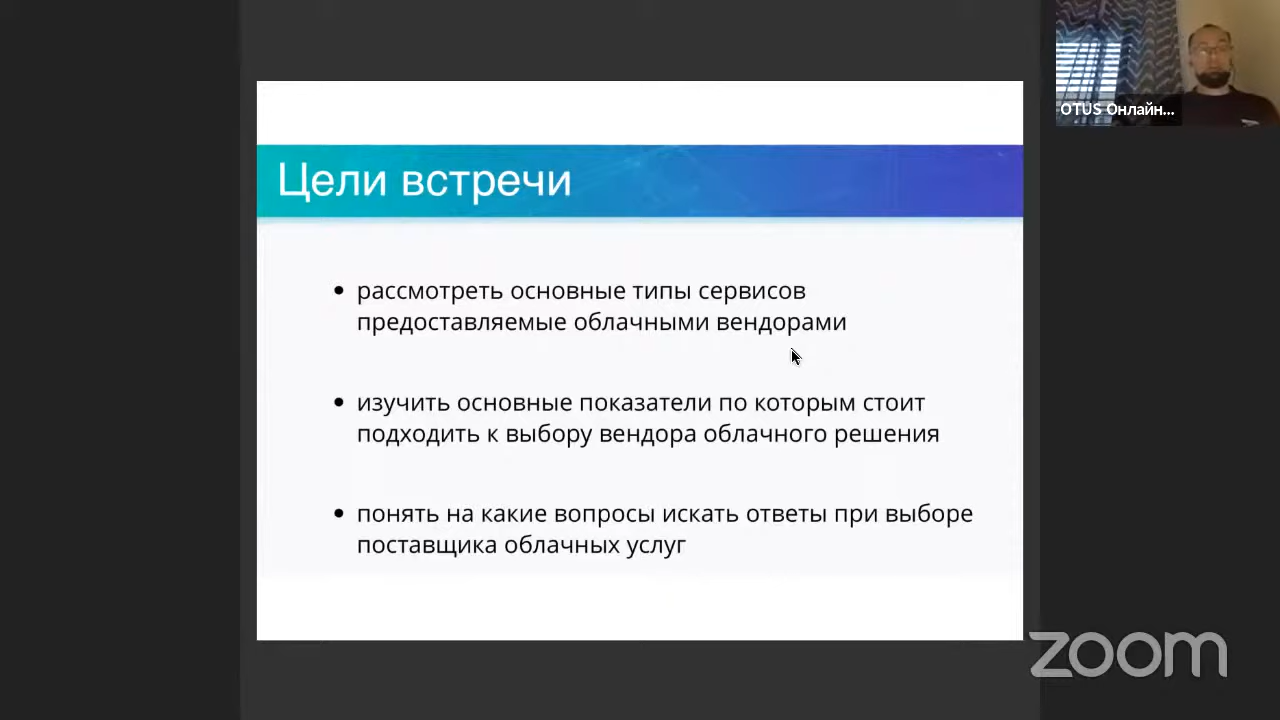 OTUS Онлайн...
Цели встречи
• рассмотреть основные типы сервисов
предоставляемые облачными вендорами
• изучить основные показатели по которым стоит
подходить к выбору вендора облачного решения
• понять на какие вопросы искать ответы при выборе
поставщика облачных услуг
zoom